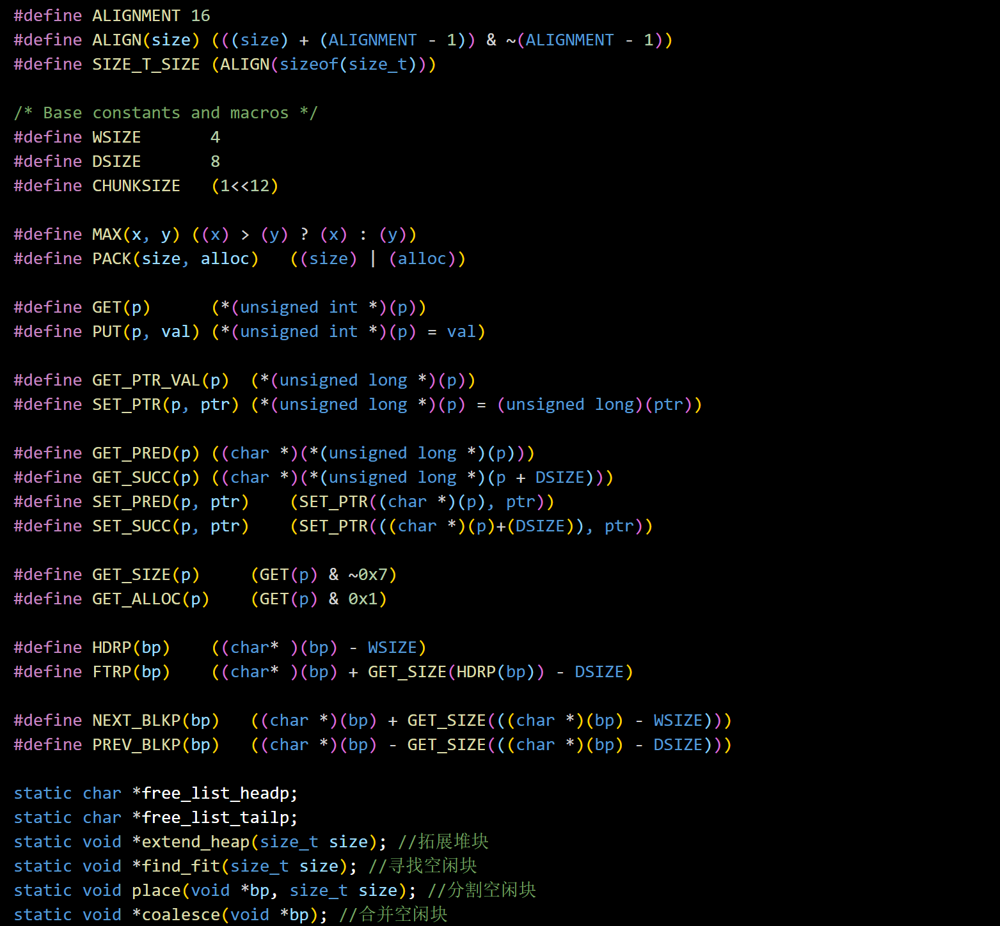 #define ALIGNMENT 16
#define ALIGN(size) (((size) + (ALIGNMENT - 1)) & ~(ALIGNMENT - 1))
#define SIZE_T_SIZE (ALIGN(sizeof(size_t)))
/* Base constants and macros */
#define WSIZE       4
#define DSIZE       8
#define CHUNKSIZE   (1<<12)
#define MAX(x, y) ((x) > (y) ? (x) : (y))
#define PACK(size, alloc)   ((size) | (alloc))
#define GET(p)      (*(unsigned int *)(p))
#define PUT(p, val) (*(unsigned int *)(p) = val)
#define GET_PTR_VAL(p)  (*(unsigned long *)(p))
#define SET_PTR(p, ptr) (*(unsigned long *)(p) = (unsigned long)(ptr))
#define GET_PRED(p) ((char *)(*(unsigned long *)(p)))
#define GET_SUCC(p) ((char *)(*(unsigned long *)(p + DSIZE)))
#define SET_PRED(p, ptr)    (SET_PTR((char *)(p), ptr))
#define SET_SUCC(p, ptr)    (SET_PTR(((char *)(p)+(DSIZE)), ptr))
#define GET_SIZE(p)     (GET(p) & ~0x7)
#define GET_ALLOC(p)    (GET(p) & 0x1)
#define HDRP(bp)    ((char* )(bp) - WSIZE)
#define FTRP(bp)    ((char* )(bp) + GET_SIZE(HDRP(bp)) - DSIZE)
#define NEXT_BLKP(bp)   ((char *)(bp) + GET_SIZE(((char *)(bp) - WSIZE)))
#define PREV_BLKP(bp)   ((char *)(bp) - GET_SIZE(((char *)(bp) - DSIZE)))
static char *free_list_headp;
static char *free_list_tailp;
static void *extend_heap(size_t size); //拓展堆块
static void *find_fit(size_t size); //寻找空闲块
static void place(void *bp, size_t size); //分割空闲块
static void *coalesce(void *bp); //合并空闲块